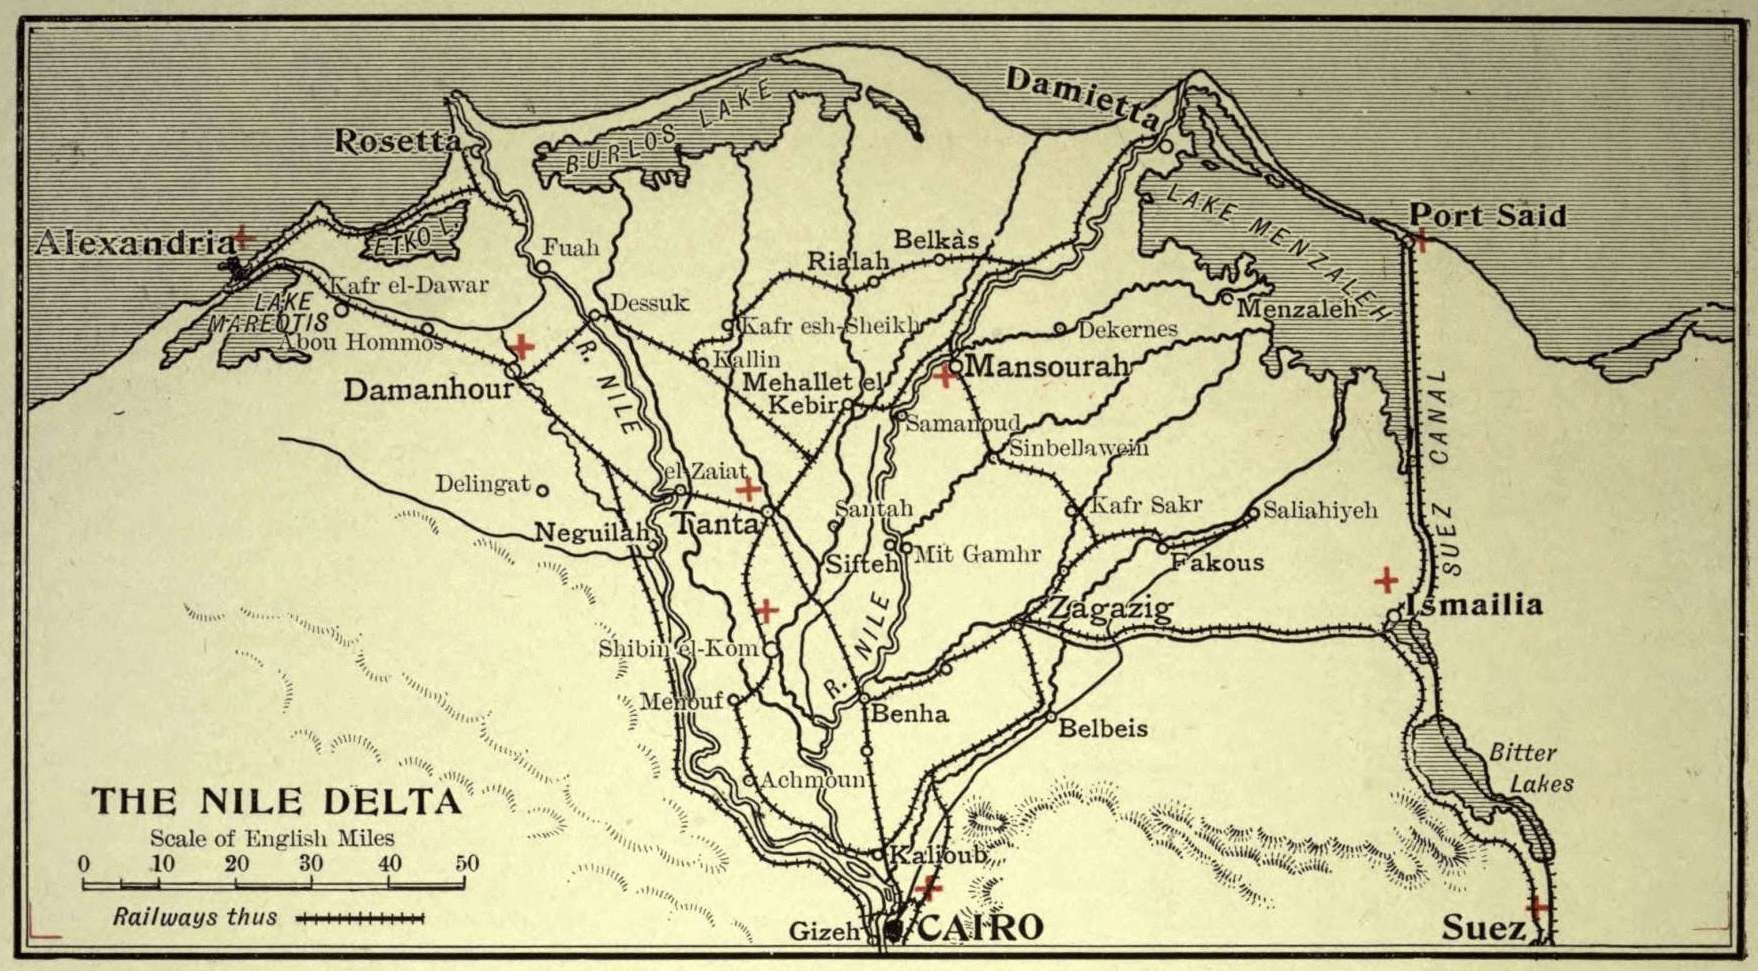 Damietta
BURLOS LAKE
Rosetta
LAKE MENZALEH
Port Said
Alexandria
ETKO L.
Fuah
Belkàs
Rialah
Kafr el-Dawar
LAKE
MAREOTIS
Dessuk
Menzaleh
Kafr esh-Sheikh
Dekernes
Abou Hommos
Kallin
Mansourah
Damanhour
R. NILE
Mehallet el
Kebir
Samanoud
SUEZ CANAL
Sinbellawein
el-Zaiat
Delingat
Santah
Kafr Sakr
Saliahiyeh
Tanta
Neguilah
Sifteh
Mit Gamhr
Fakous
Zagazig
Ismailia
R. NILE
Shibin el-Kom
Menouf
Benha
Belbeis
Bitter
Lakes
Achmoun
THE NILE DELTA
Scale of English Miles
0 10 20 30 40 50
Railways thus
Kalioub
Gizeh
CAIRO
Suez